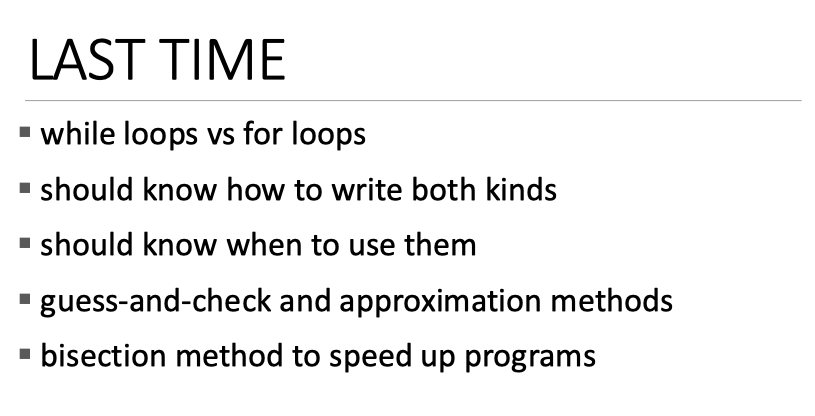 LAST TIME
▪ while loops vs for loops
▪ should know how to write both kinds
▪ should know when to use them
▪ guess-and-check and approximation methods
▪ bisection method to speed up programs